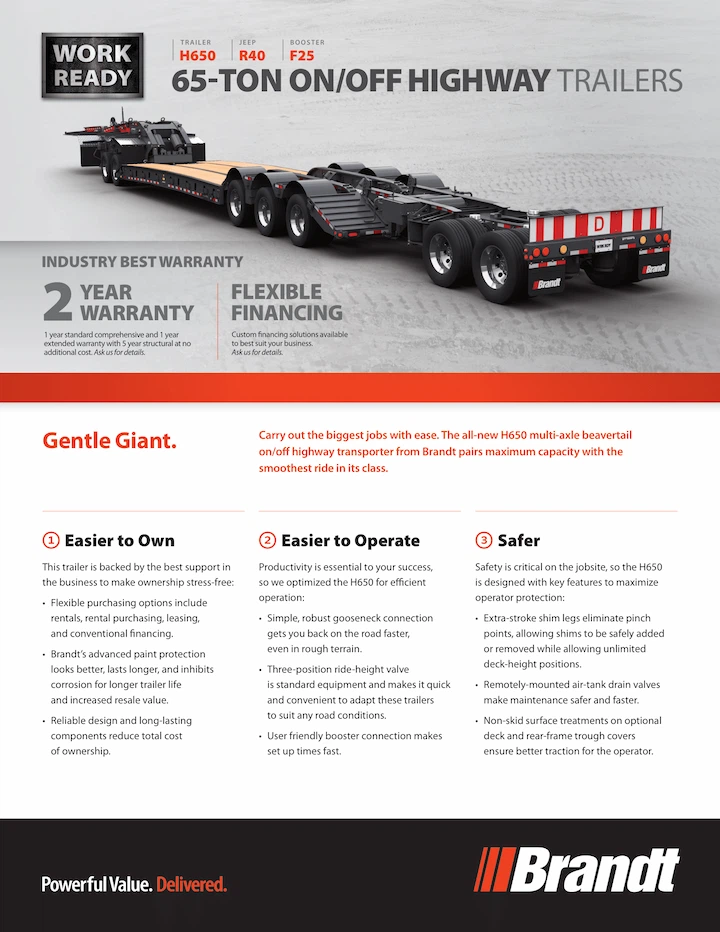 WORK
READY
TRAILER JEEP BOOSTER
H650 R40 F25
65-TON ON/OFF HIGHWAY TRAILERS
D
Brandt
Brandt
INDUSTRY BEST WARRANTY
2 YEAR
WARRANTY
1 year standard comprehensive and 1 year
extended warranty with 5 year structural at no
additional cost. Ask us for details.
FLEXIBLE
FINANCING
Custom financing solutions available
to best suit your business.
Ask us for details.
Gentle Giant.
Carry out the biggest jobs with ease. The all-new H650 multi-axle beavertail
on/off highway transporter from Brandt pairs maximum capacity with the
smoothest ride in its class.
1 Easier to Own
This trailer is backed by the best support in
the business to make ownership stress-free:
• Flexible purchasing options include
rentals, rental purchasing, leasing,
and conventional financing.
• Brandt's advanced paint protection
looks better, lasts longer, and inhibits
corrosion for longer trailer life
and increased resale value.
• Reliable design and long-lasting
components reduce total cost
of ownership.
2 Easier to Operate
Productivity is essential to your success,
so we optimized the H650 for efficient
operation:
• Simple, robust gooseneck connection
gets you back on the road faster,
even in rough terrain.
• Three-position ride-height valve
is standard equipment and makes it quick
and convenient to adapt these trailers
to suit any road conditions.
• User friendly booster connection makes
set up times fast.
3 Safer
Safety is critical on the jobsite, so the H650
is designed with key features to maximize
operator protection:
• Extra-stroke shim legs eliminate pinch
points, allowing shims to be safely added
or removed while allowing unlimited
deck-height positions.
• Remotely-mounted air-tank drain valves
make maintenance safer and faster.
• Non-skid surface treatments on optional
deck and rear-frame trough covers
ensure better traction for the operator.
Powerful Value. Delivered.
Brandt